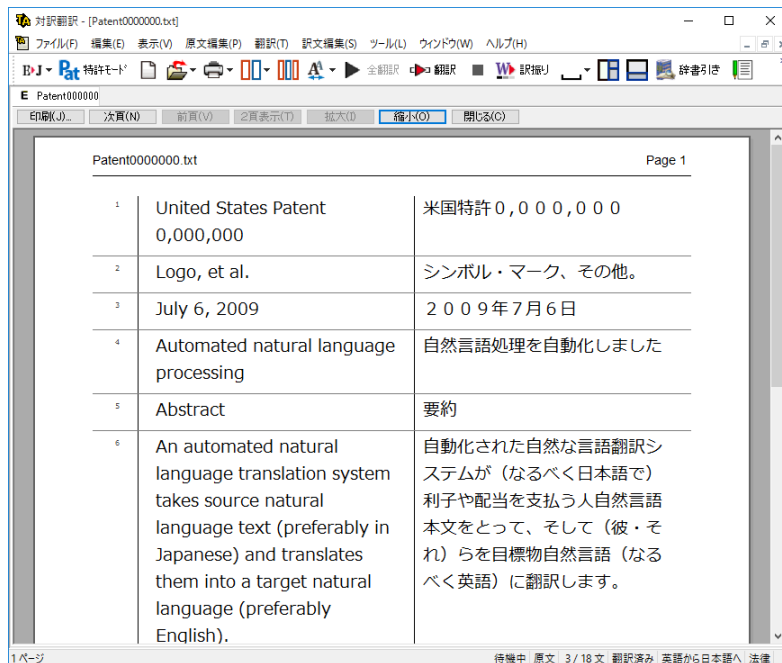 対訳翻訳 - [Patent0000000.txt]
ファイル(F) 編集(E) 表示(V) 原文編集(P) 翻訳(T) 訳文編集(S) ツール(L) ウィンドウ(W) ヘルプ(H)
E›J Pat 特許モード 全翻訳 翻訳 訳振り 辞書引き
E Patent000000
印刷(J)... 次頁(N) 前頁(V) 2頁表示(T) 拡大(I) 縮小(O) 閉じる(C)
Patent0000000.txt Page 1
1 United States Patent 米国特許０,０００,０００
0,000,000
2 Logo, et al. シンボル・マーク、その他。
3 July 6, 2009 ２００９年７月６日
4 Automated natural language 自然言語処理を自動化しました
processing
5 Abstract 要約
6 An automated natural 自動化された自然な言語翻訳シ
language translation system ステムが（なるべく日本語で）
takes source natural 利子や配当を支払う人自然言語
language text (preferably in 本文をとって、そして（彼・そ
Japanese) and translates れ）らを目標物自然言語（なる
them into a target natural べく英語）に翻訳します。
language (preferably
English).
1 ページ 待機中 原文 3 / 18 文 翻訳済み 英語から日本語へ 法律